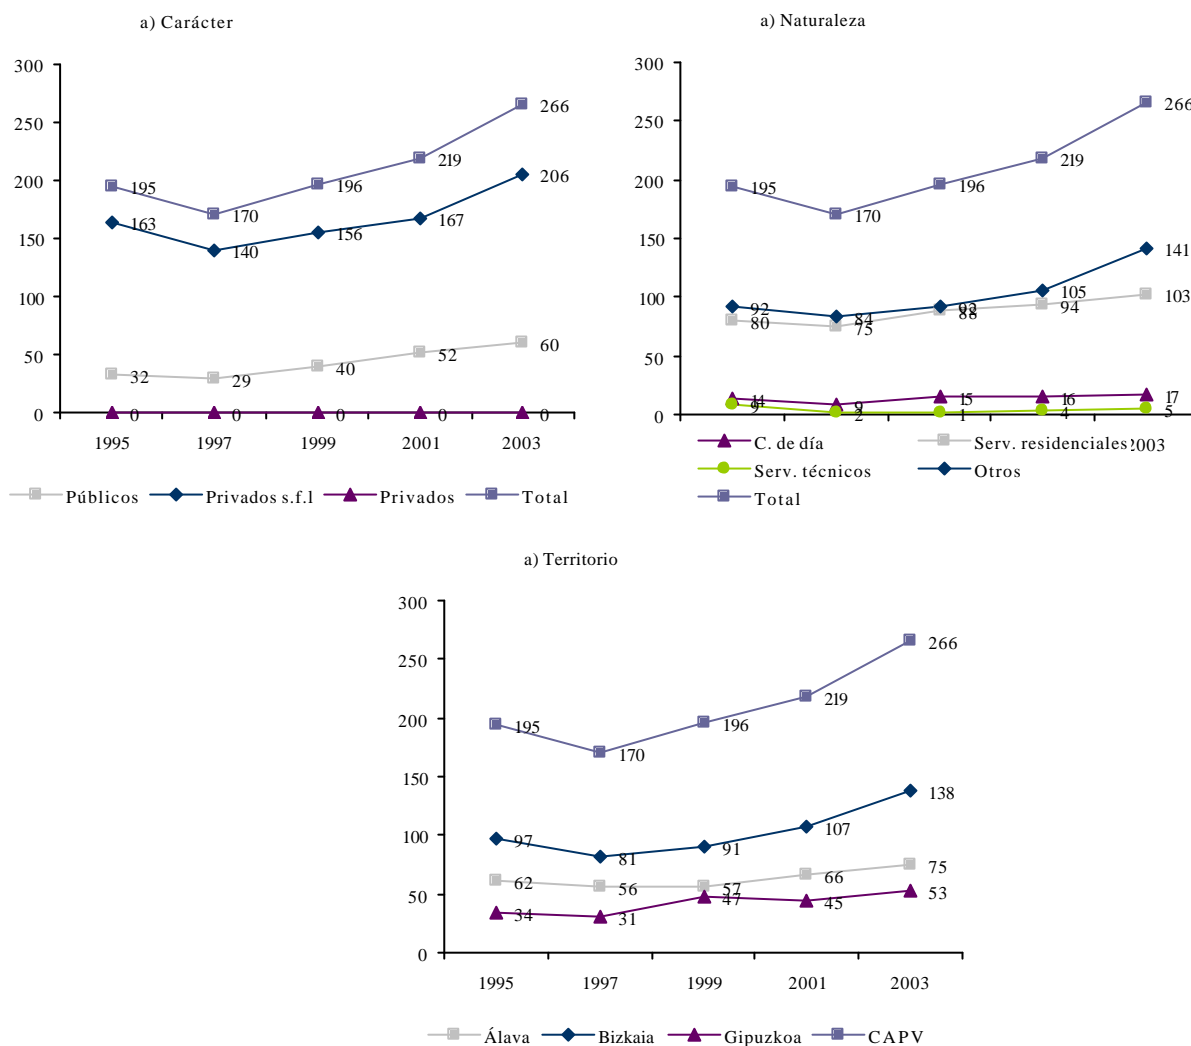 a) Carácter
300
250
200
150
100
50
0
195 170 196 219 266
163 140 156 167 206
32 29 40 52 60
0 0 0 0 0
1995 1997 1999 2001 2003
Públicos Privados s.f.l Privados Total
a) Naturaleza
300
250
200
150
100
50
0
195 170 196 219 266
92 84 92 105 141
80 75 88 94 103
14 9 15 16 17
9 2 1 4 5
C. de día Serv. residenciales 2003
Serv. técnicos Otros
Total
a) Territorio
300
250
200
150
100
50
0
195 170 196 219 266
97 81 91 107 138
62 56 57 66 75
34 31 47 45 53
1995 1997 1999 2001 2003
Álava Bizkaia Gipuzkoa CAPV